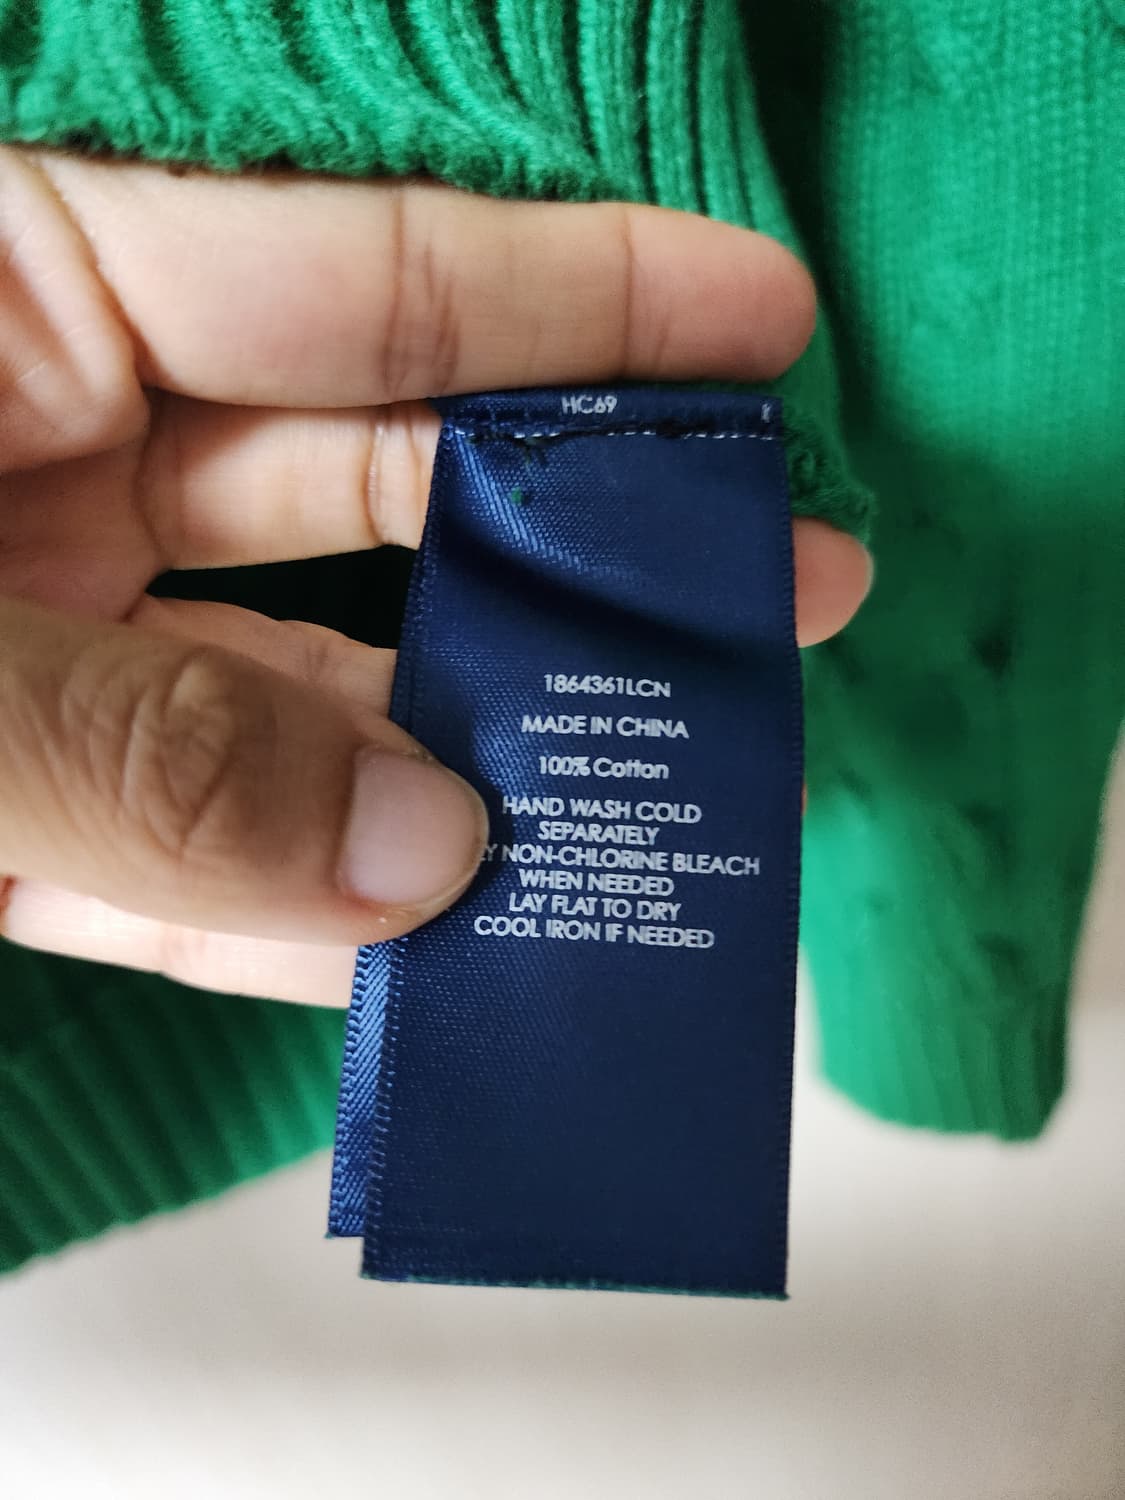 HC69
1864361LCN
MADE IN CHINA
100% Cotton
HAND WASH COLD
SEPARATELY
NON-CHLORINE BLEACH
WHEN NEEDED
LAY FLAT TO DRY
COOL IRON IF NEEDED